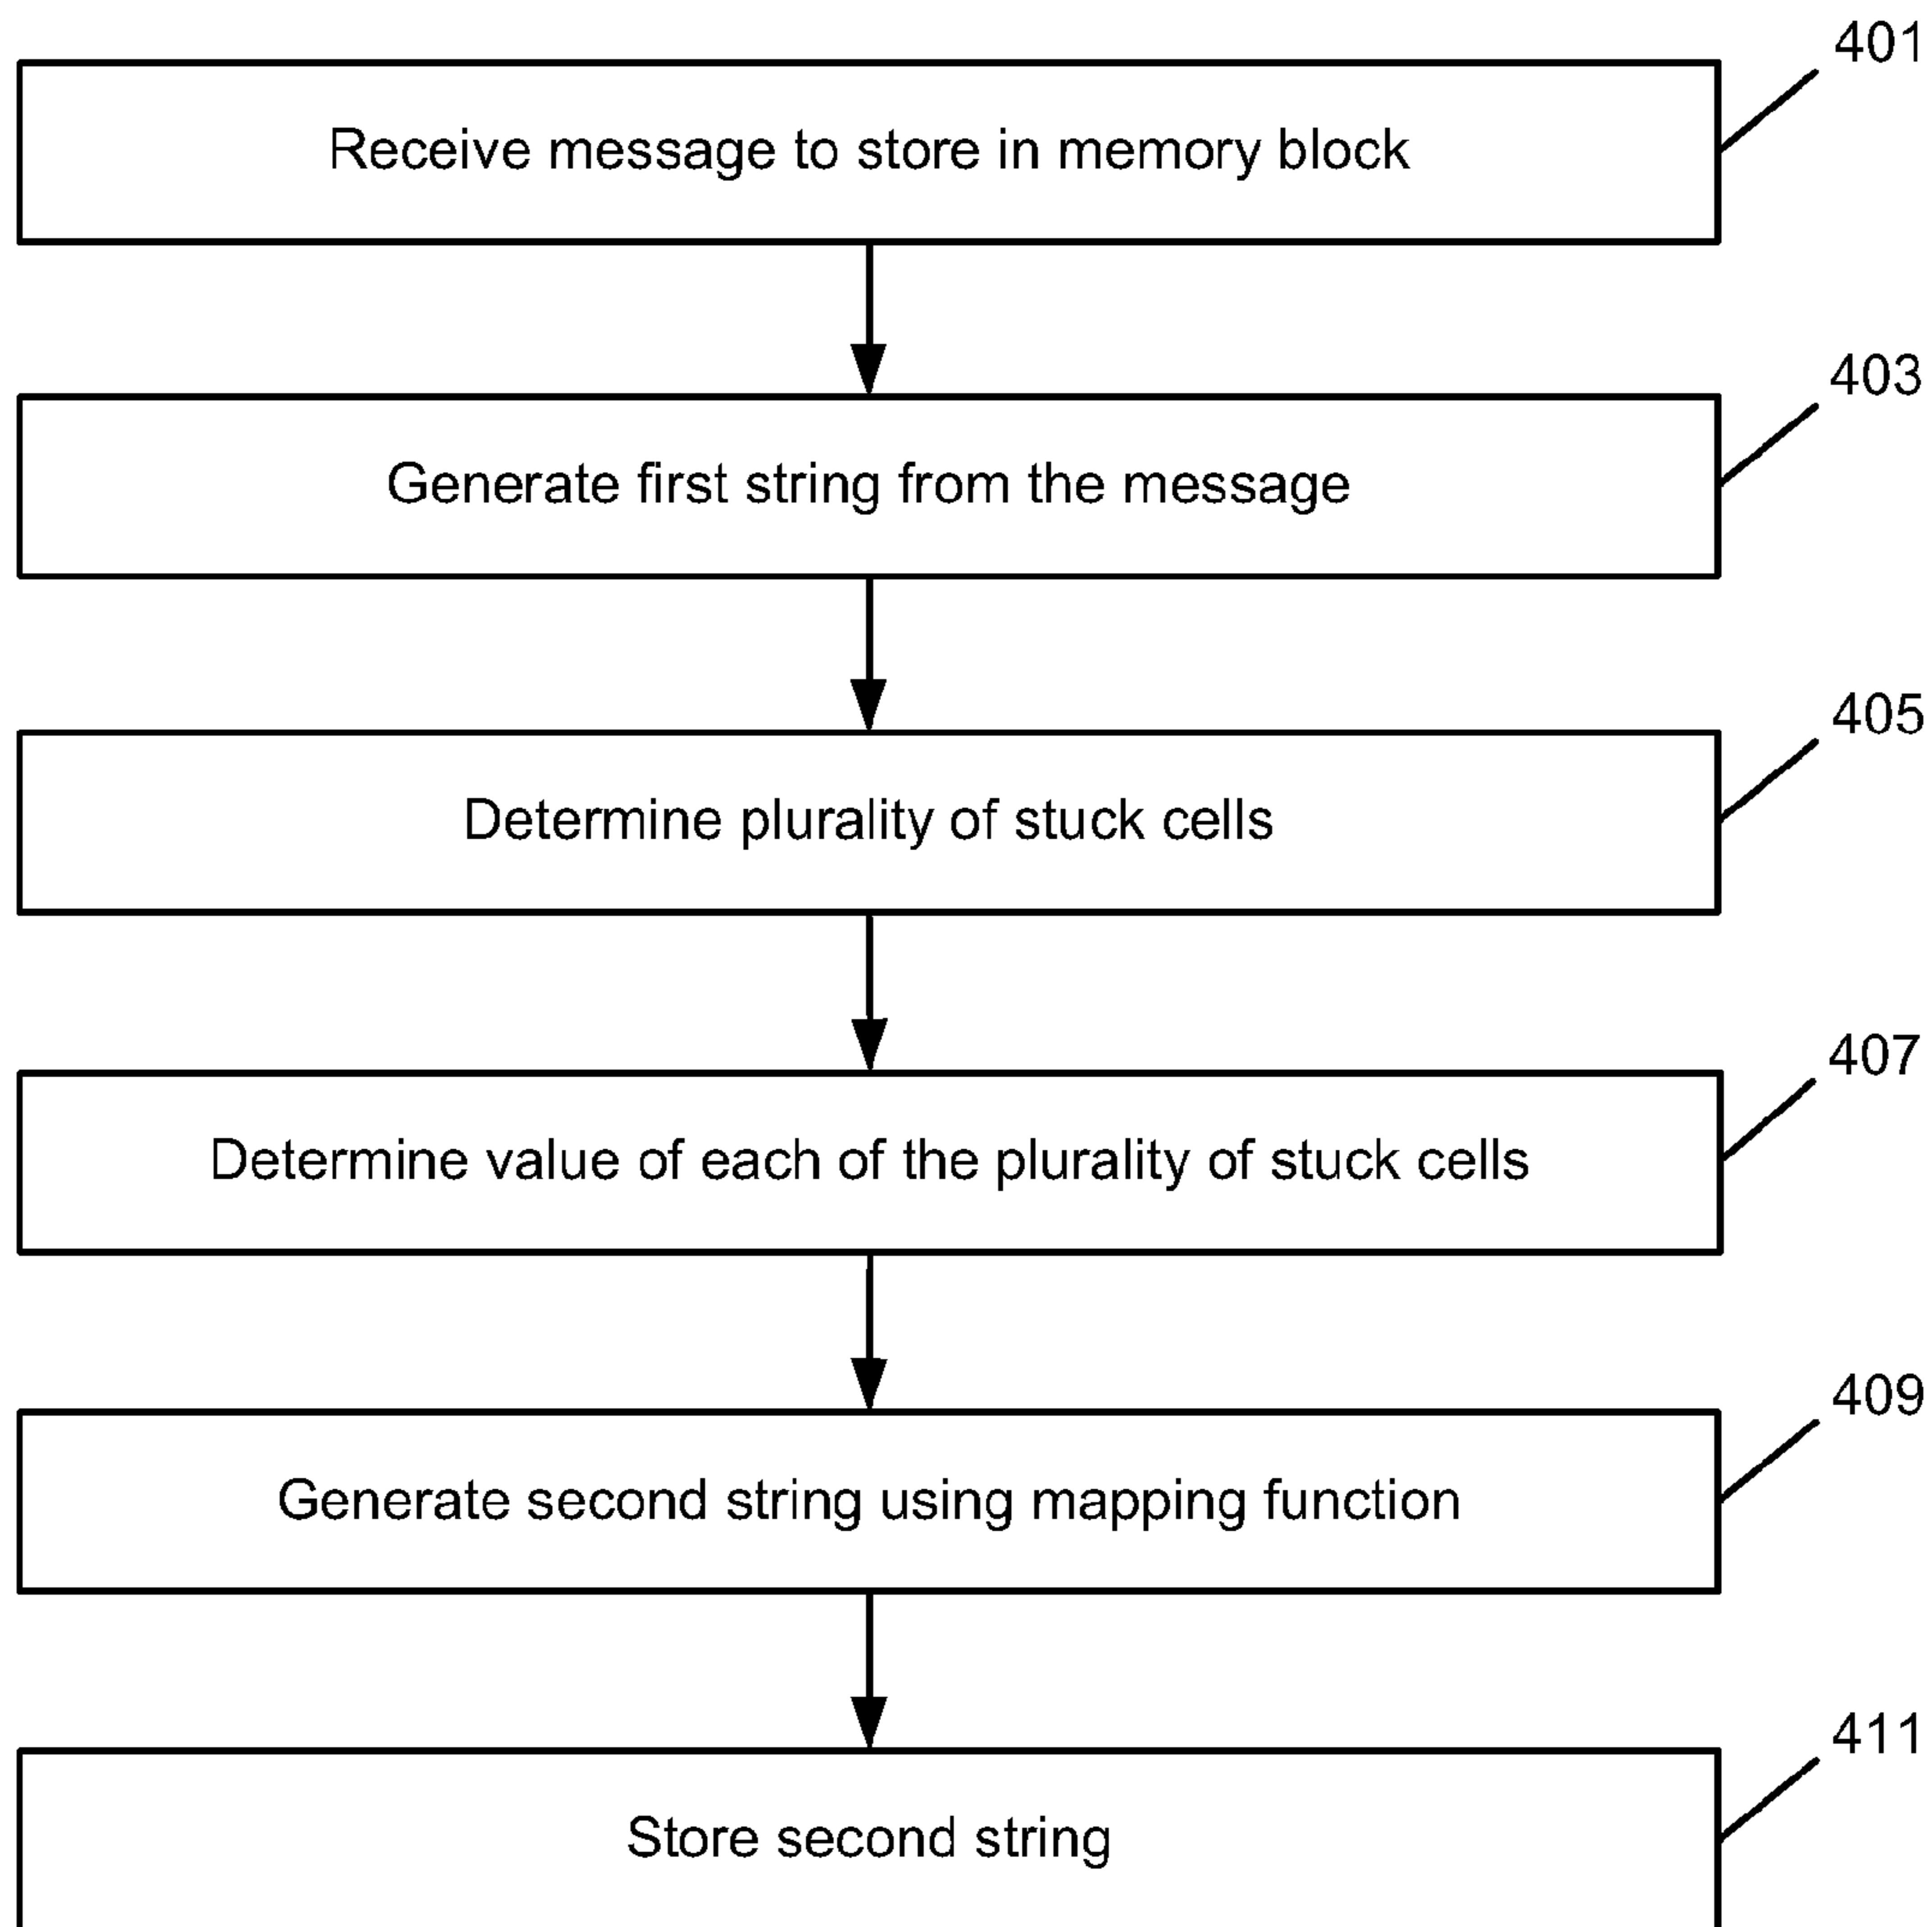 401
Receive message to store in memory block
403
Generate first string from the message
405
Determine plurality of stuck cells
407
Determine value of each of the plurality of stuck cells
409
Generate second string using mapping function
411
Store second string